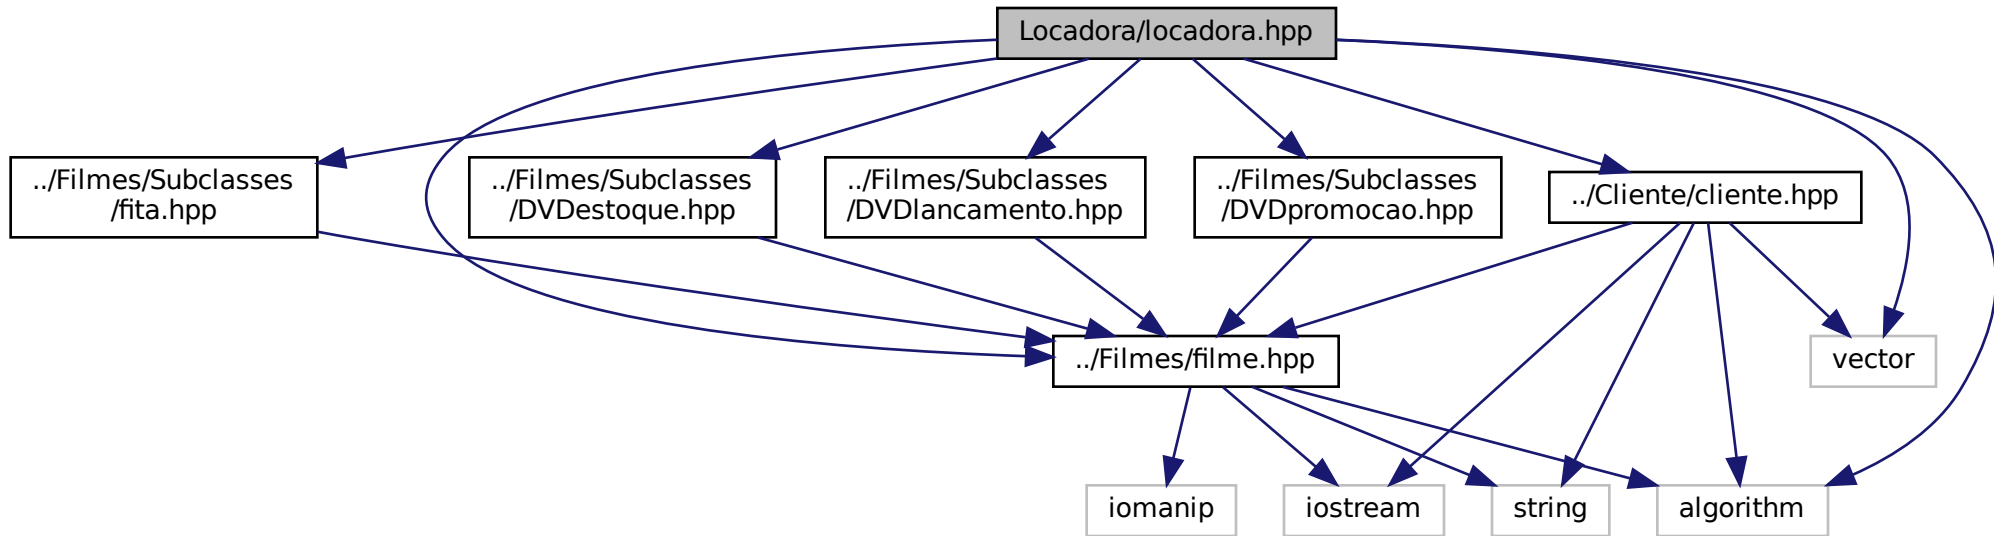 Locadora/locadora.hpp
../Filmes/Subclasses
/fita.hpp
../Filmes/Subclasses
/DVDestoque.hpp
../Filmes/Subclasses
/DVDlancamento.hpp
../Filmes/Subclasses
/DVDpromocao.hpp
../Cliente/cliente.hpp
../Filmes/filme.hpp
vector
iomanip
iostream
string
algorithm